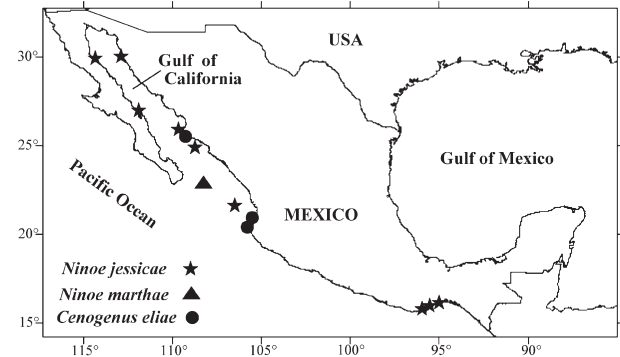 USA
30°
Gulf of
California
25°
Gulf of Mexico
Pacific Occan
MEXICO
20°
Ninoe jessicae
Ninoe marthae
Cenogenus eliae
15°
115°
110°
105°
100°
95°
90°